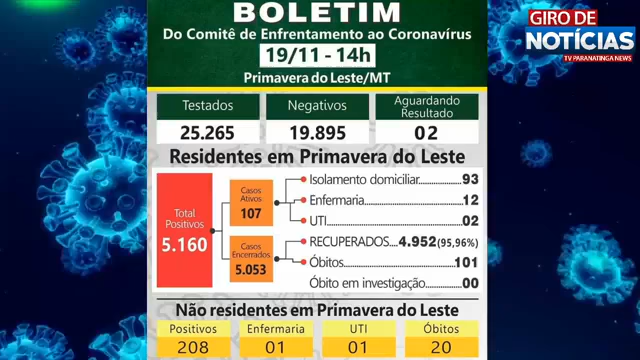 BOLETIM
Do Comitê de Enfrentamento ao Coronavírus
19/11 - 14h
Primavera do Leste/MT
GIRO DE
NOTÍCIAS
TV PARANATINGA NEWS
Testados
25.265
Negativos
19.895
Aguardando
Resultado
02
Residentes em Primavera do Leste
Total
Positivos
5.160
Casos
Ativos
107
Casos
Encerrados
5.053
Isolamento domiciliar 93
Enfermaria 12
UTI 02
RECUPERADOS 4.952 (95,96%)
Óbitos 101
Óbito em investigação 00
Não residentes em Primavera do Leste
Positivos Enfermaria UTI Óbitos
208 01 01 20